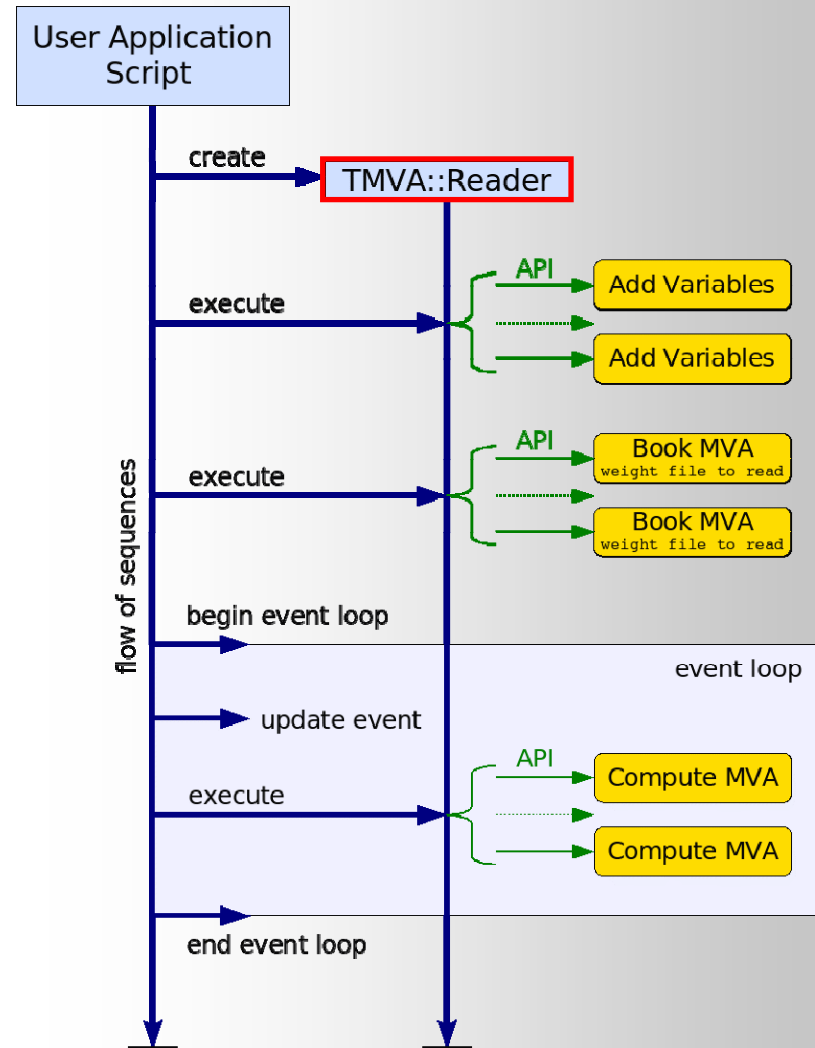 User Application
Script
create
TMVA::Reader
API
Add Variables
execute
Add Variables
API
Book MVA
weight file to read
execute
Book MVA
weight file to read
flow of sequences
begin event loop
event loop
update event
API
Compute MVA
execute
Compute MVA
end event loop